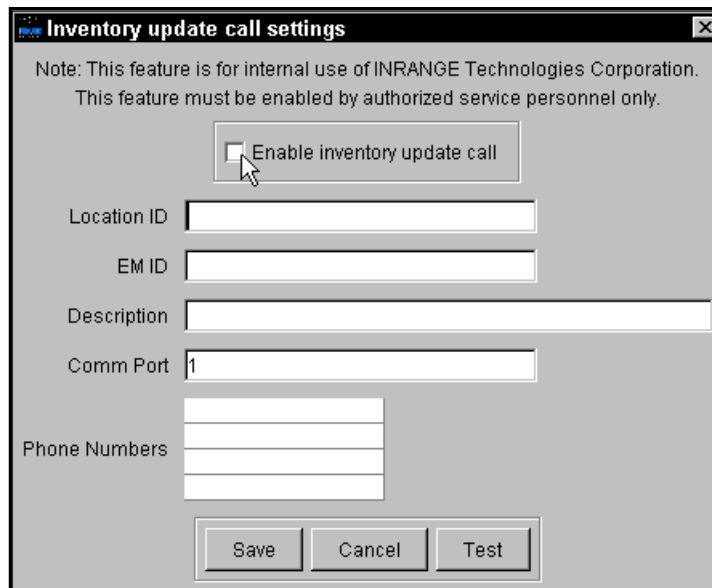 Inventory update call settings
Note: This feature is for internal use of INRANGE Technologies Corporation.
This feature must be enabled by authorized service personnel only.
Enable inventory update call
Location ID
EM ID
Description
Comm Port 1
Phone Numbers
Save Cancel Test